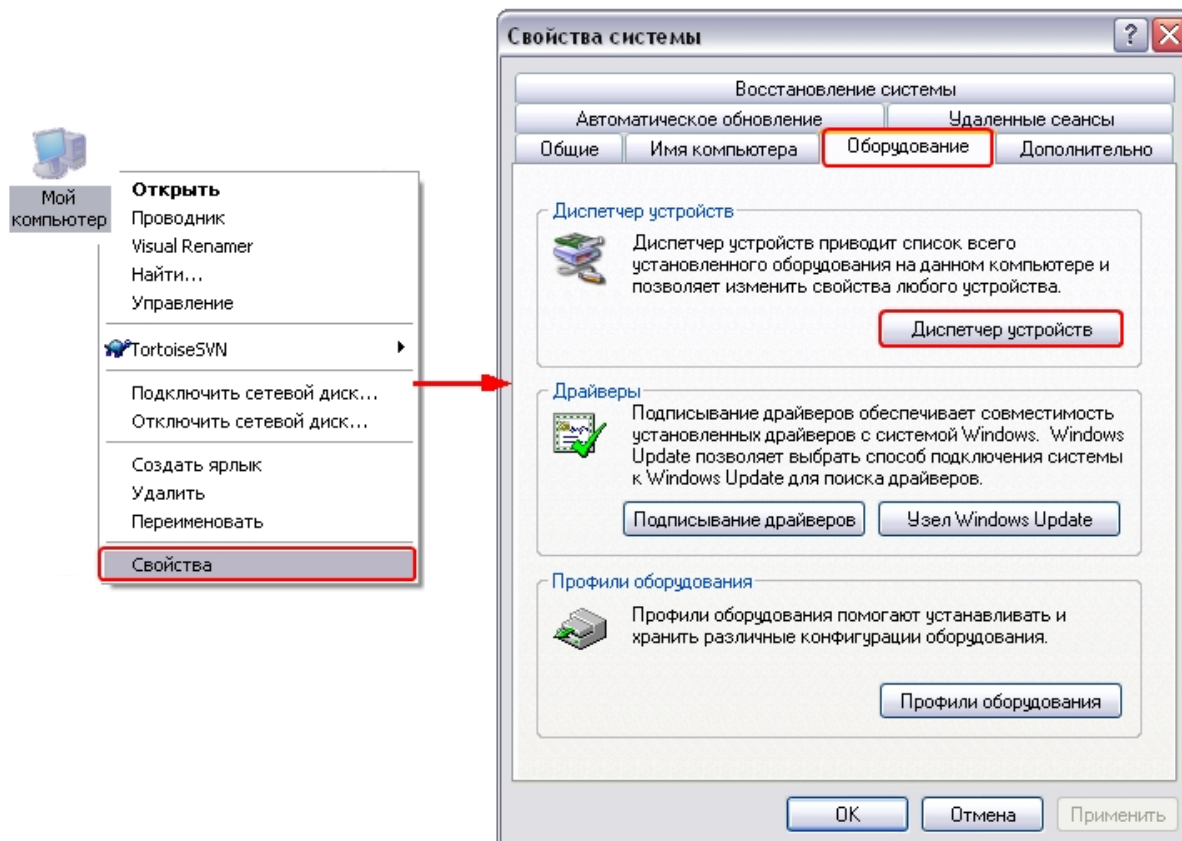 Мой
компьютер
Открыть
Проводник
Visual Renamer
Найти...
Управление
TortoiseSVN
Подключить сетевой диск...
Отключить сетевой диск...
Создать ярлык
Удалить
Переименовать
Свойства
Свойства системы
Восстановление системы
Автоматическое обновление
Удаленные сеансы
Общие
Имя компьютера
Оборудование
Дополнительно
Диспетчер устройств
Диспетчер устройств приводит список всего
установленного оборудования на данном компьютере и
позволяет изменить свойства любого устройства.
Диспетчер устройств
Драйверы
Подписывание драйверов обеспечивает совместимость
установленных драйверов с системой Windows. Windows
Update позволяет выбрать способ подключения системы
к Windows Update для поиска драйверов.
Подписывание драйверов
Узел Windows Update
Профили оборудования
Профили оборудования помогают устанавливать и
хранить различные конфигурации оборудования.
Профили оборудования
OK
Отмена
Применить